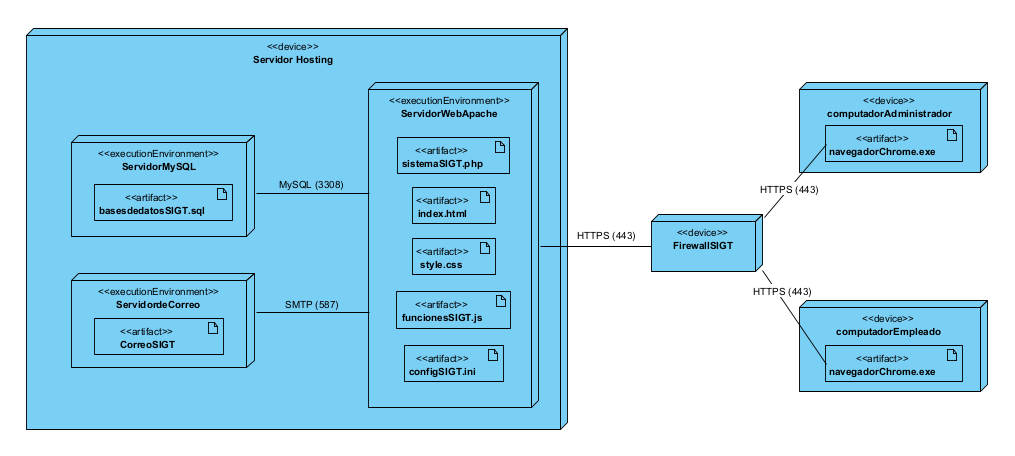 <<device>>
Servidor Hosting
<<executionEnvironment>>
ServidorMySQL
<<artifact>>
basesdedatosSIGT.sql
MySQL (3308)
<<executionEnvironment>>
ServidordeCorreo
<<artifact>>
CorreoSIGT
SMTP (587)
<<executionEnvironment>>
ServidorWebApache
<<artifact>>
sistemaSIGT.php
<<artifact>>
index.html
<<artifact>>
style.css
<<artifact>>
funcionesSIGT.js
<<artifact>>
configSIGT.ini
HTTPS (443)
<<device>>
FirewallSIGT
HTTPS (443)
<<device>>
computadorAdministrador
<<artifact>>
navegadorChrome.exe
HTTPS (443)
<<device>>
computadorEmpleado
<<artifact>>
navegadorChrome.exe